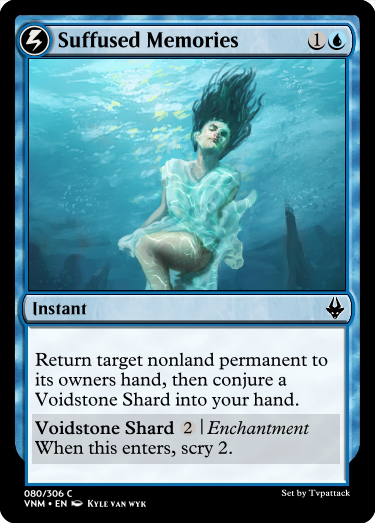 Suffused Memories 1
Instant
Return target nonland permanent to
its owners hand, then conjure a
Voidstone Shard into your hand.
Voidstone Shard 2 | Enchantment
When this enters, scry 2.
080/306 C
Set by Tvpattack
VNM • EN Kyle van wyk